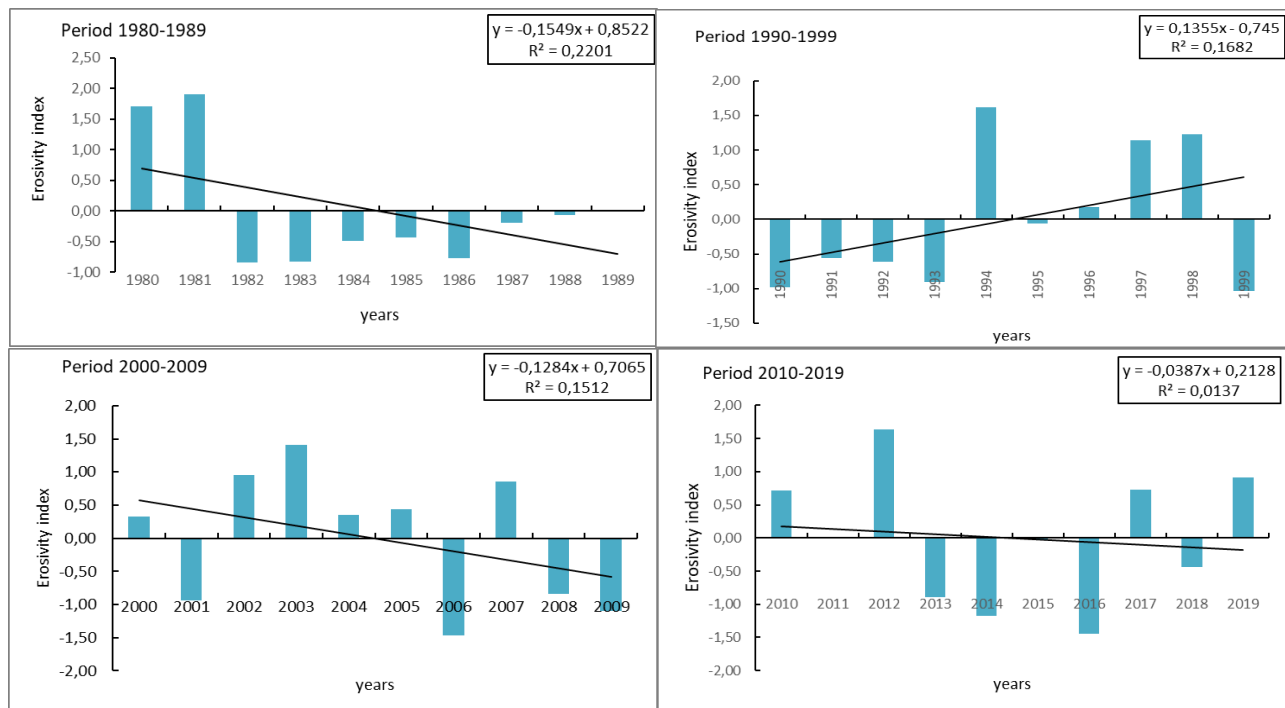 Period 1980-1989
y = -0,1549x + 0,8522
R² = 0,2201
2,50
2,00
1,50
1,00
0,50
0,00
-0,50
-1,00
Erosivity index
1980 1981 1982 1983 1984 1985 1986 1987 1988 1989
years
Period 1990-1999
y = 0,1355x - 0,745
R² = 0,1682
2,00
1,50
1,00
0,50
0,00
-0,50
-1,00
-1,50
Erosivity index
1990 1991 1992 1993 1994 1995 1996 1997 1998 1999
years
Period 2000-2009
y = -0,1284x + 0,7065
R² = 0,1512
2,00
1,50
1,00
0,50
0,00
-0,50
-1,00
-1,50
-2,00
Erosivity index
2000 2001 2002 2003 2004 2005 2006 2007 2008 2009
years
Period 2010-2019
y = -0,0387x + 0,2128
R² = 0,0137
2,00
1,50
1,00
0,50
0,00
-0,50
-1,00
-1,50
-2,00
Erosivity index
2010 2011 2012 2013 2014 2015 2016 2017 2018 2019
years